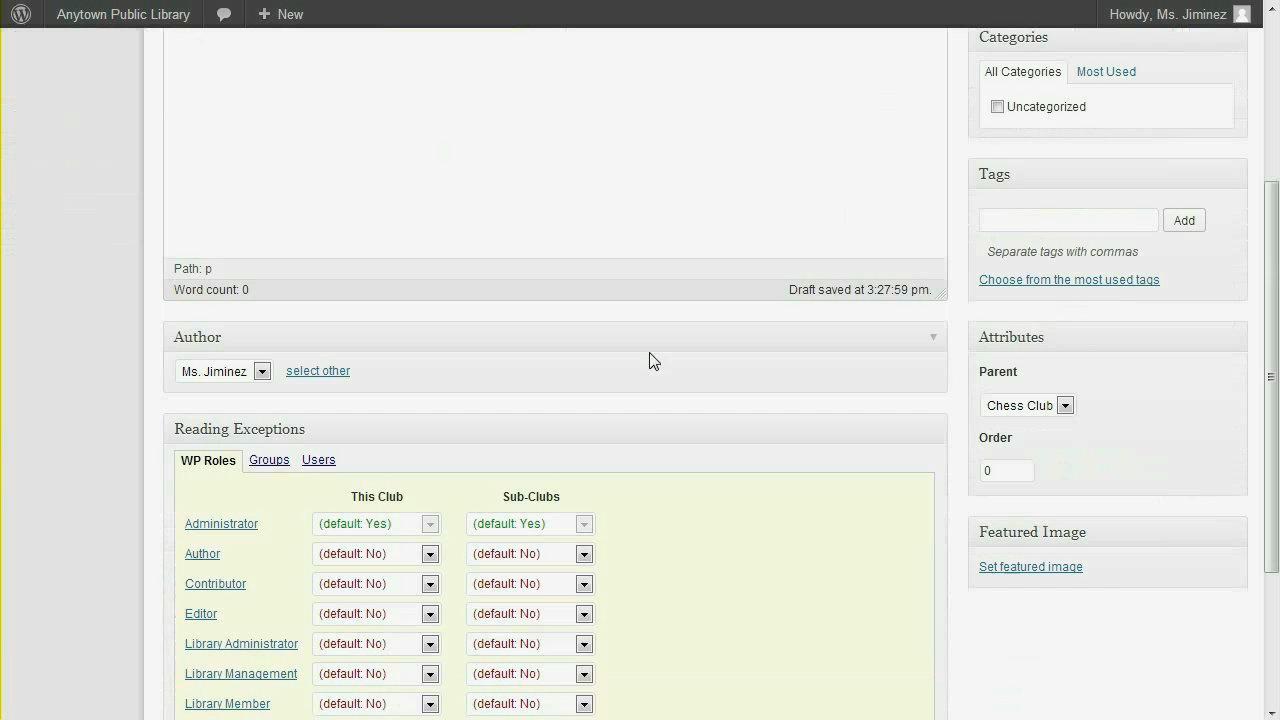 Anytown Public Library
New
Howdy, Ms. Jiminez
Path: p
Word count: 0
Draft saved at 3:27:59 pm.
Author
Ms. Jiminez
select other
Reading Exceptions
WP Roles
Groups
Users
This Club
Sub-Clubs
Administrator (default: Yes) (default: Yes)
Author (default: No) (default: No)
Contributor (default: No) (default: No)
Editor (default: No) (default: No)
Library Administrator (default: No) (default: No)
Library Management (default: No) (default: No)
Library Member (default: No) (default: No)
Categories
All Categories
Most Used
Uncategorized
Tags
Add
Separate tags with commas
Choose from the most used tags
Attributes
Parent
Chess Club
Order
0
Featured Image
Set featured image